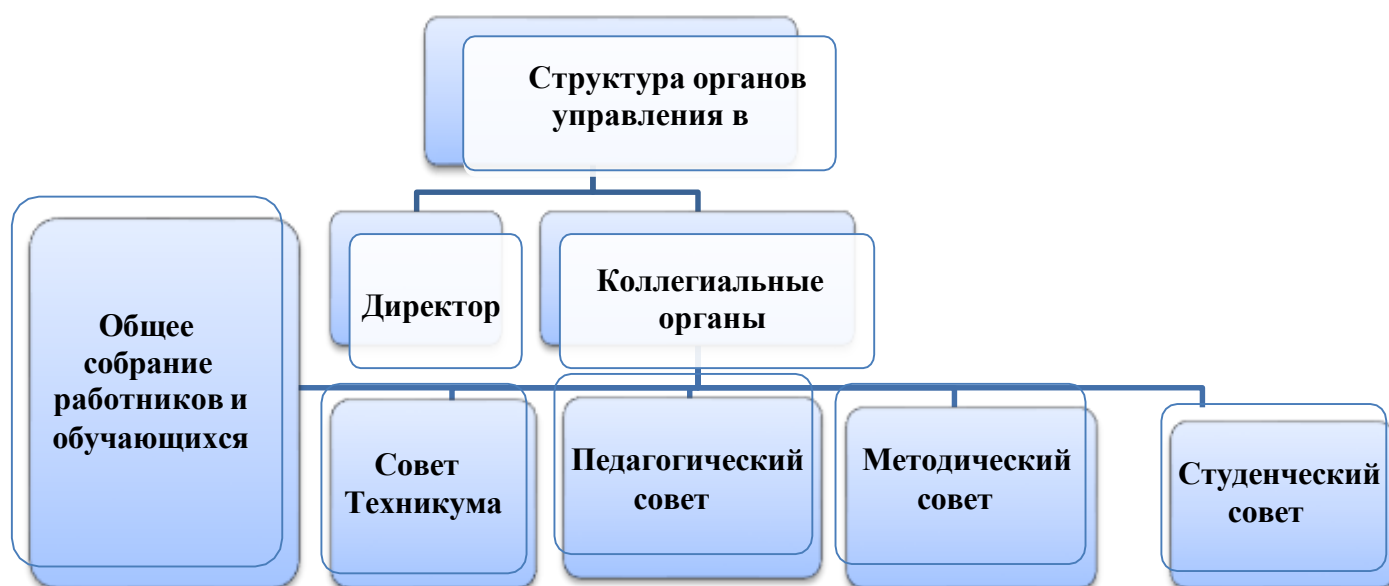 Структура органов
управления в
Директор
Коллегиальные
органы
Общее
собрание
работников и
обучающихся
Совет
Техникума
Педагогический
совет
Методический
совет
Студенческий
совет